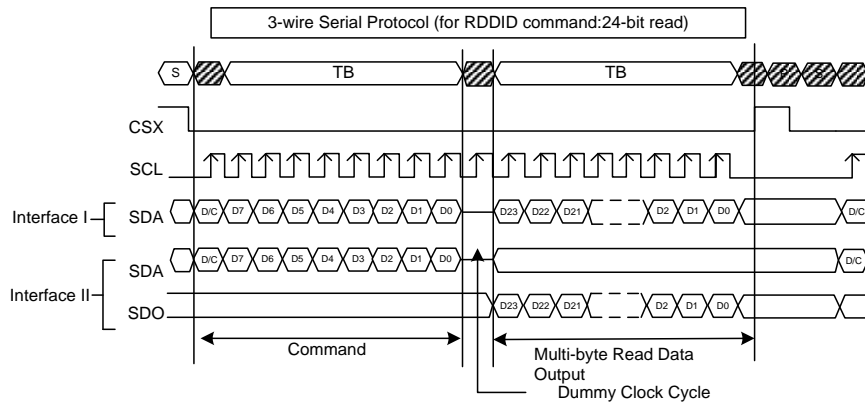 3-wire Serial Protocol (for RDDID command:24-bit read)
S TB TB P S
CSX
SCL
Interface I SDA D/C D7 D6 D5 D4 D3 D2 D1 D0 D23 D22 D21 D2 D1 D0 D/C
SDA D/C D7 D6 D5 D4 D3 D2 D1 D0 D/C
Interface II
SDO D23 D22 D21 D2 D1 D0
Command
Multi-byte Read Data
Output
Dummy Clock Cycle